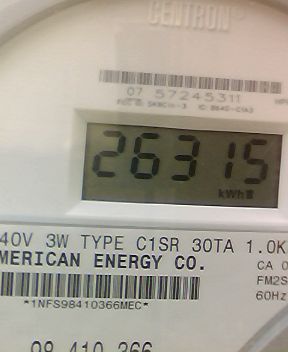 CENTRON®
07 57245311
26315
kWh
40V 3W TYPE C1SR 30TA 1.0K
MERICAN ENERGY CO.
CA 0
FM2S
60Hz
*1NFS98410366MEC*
98 410 366